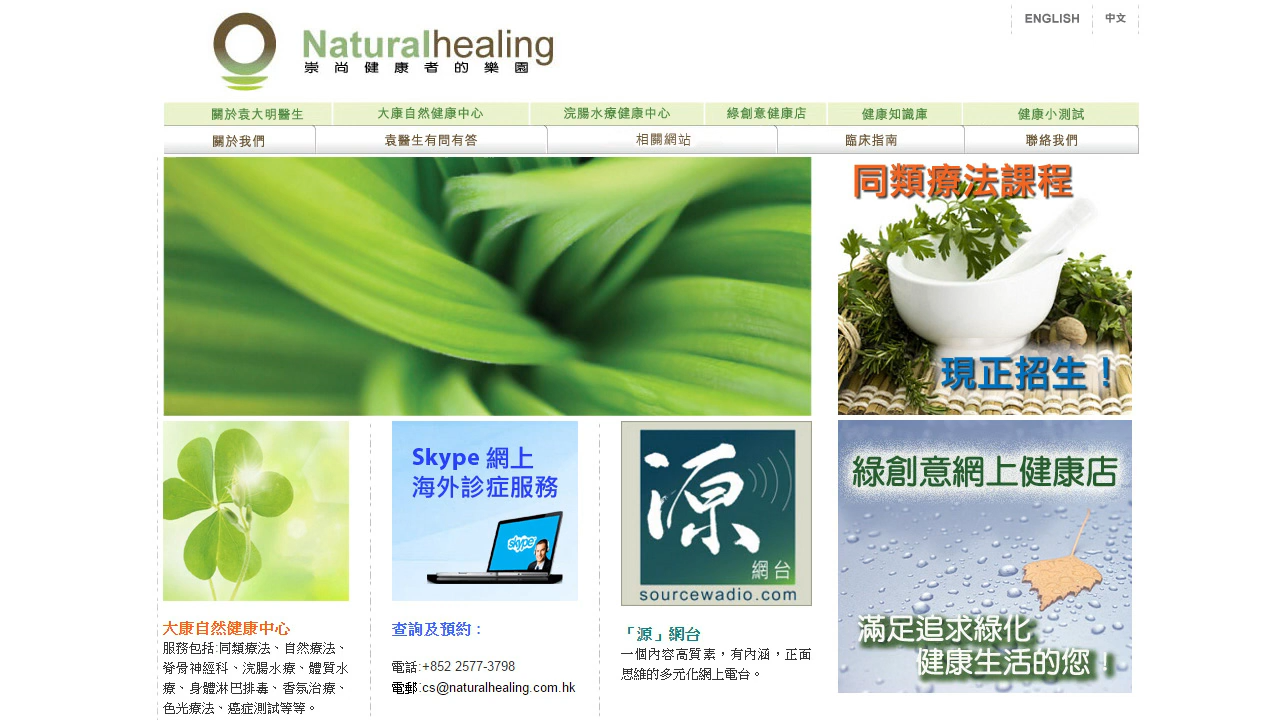 ENGLISH 中文
Naturalhealing
崇尚健康者的樂園
關於袁大明醫生 大康自然健康中心 浣腸水療健康中心 綠創意健康店 健康知識庫 健康小測試
關於我們 袁醫生有問有答 相關網站 臨床指南 聯絡我們
同類療法課程
現正招生！
Skype 網上
海外診症服務
skype
源
網台
sourcewadio.com
綠創意網上健康店
滿足追求綠化
健康生活的您！
大康自然健康中心
服務包括:同類療法、自然療法、
脊骨神經科、浣腸水療、體質水
療、身體淋巴排毒、香氛治療、
色光療法、癌症測試等等。
查詢及預約：
電話:+852 2577-3798
電郵:cs@naturalhealing.com.hk
「源」網台
一個內容高質素，有內涵，正面
思維的多元化網上電台。